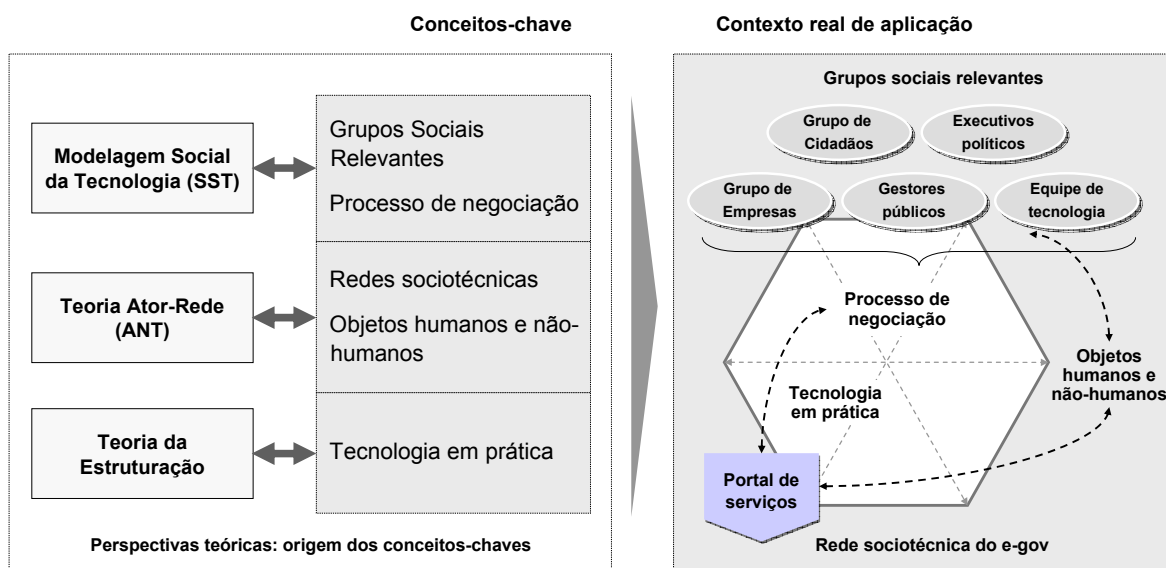 Conceitos-chave
Modelagem Social
da Tecnologia (SST)
Grupos Sociais
Relevantes
Processo de negociação
Teoria Ator-Rede
(ANT)
Redes sociotécnicas
Objetos humanos e não-
humanos
Teoria da
Estruturação
Tecnologia em prática
Perspectivas teóricas: origem dos conceitos-chaves
Contexto real de aplicação
Grupos sociais relevantes
Grupo de
Cidadãos
Executivos
políticos
Grupo de
Empresas
Gestores
públicos
Equipe de
tecnologia
Processo de
negociação
Objetos
humanos e
não-humanos
Tecnologia
em prática
Portal de
serviços
Rede sociotécnica do e-gov